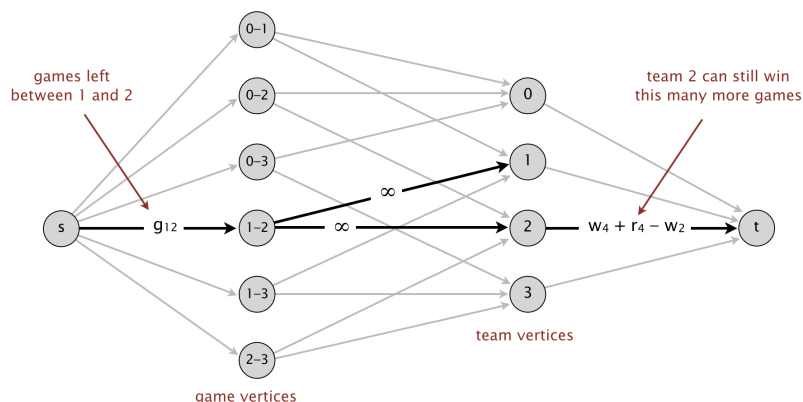 0–1
games left
between 1 and 2
team 2 can still win
this many more games
0–2
0
0–3
1
∞
s
g12
1–2
∞
2
w4 + r4 − w2
t
1–3
3
team vertices
2–3
game vertices